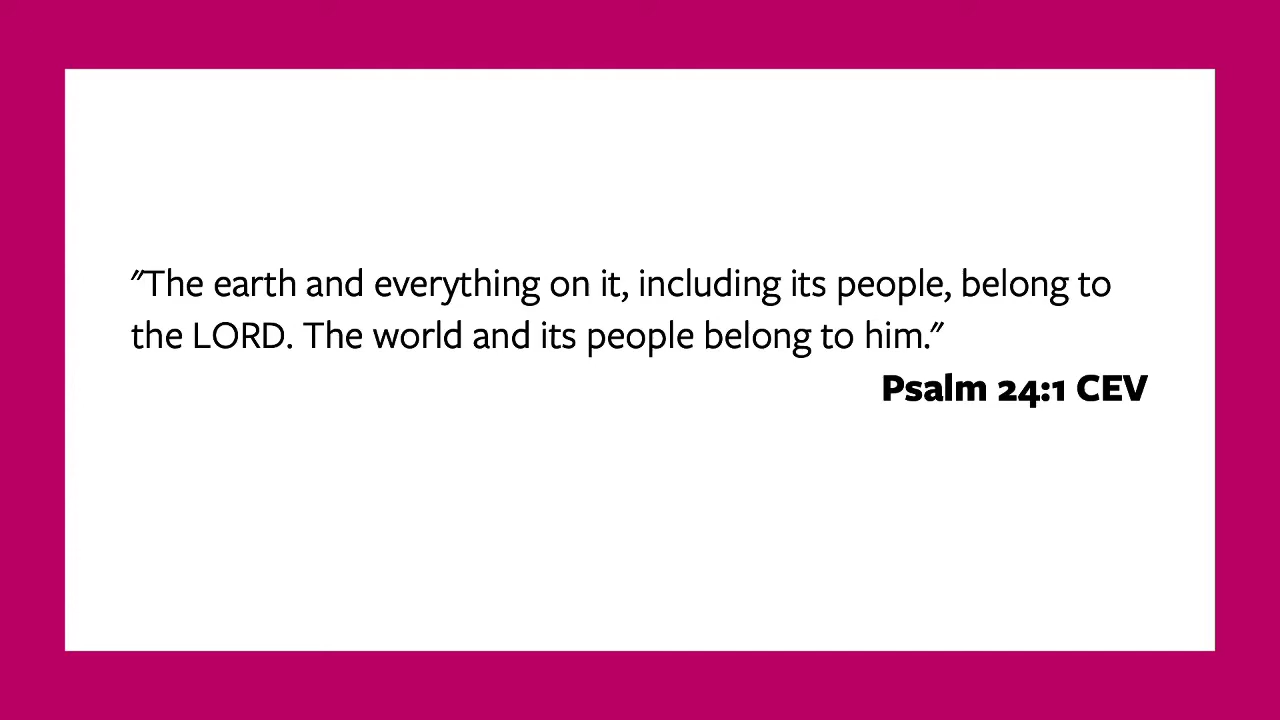 "The earth and everything on it, including its people, belong to
the LORD. The world and its people belong to him."
Psalm 24:1 CEV